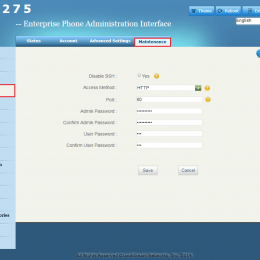 275
Theme Reboot
— Enterprise Phone Administration Interface
English
Status Account Advanced Settings Maintenance
Disable SSH: Yes
Access Method: HTTP
Port: 80
Admin Password: ••••••••
Confirm Admin Password: ••••••••
User Password: •••
Confirm User Password: •••
Save Cancel
ories